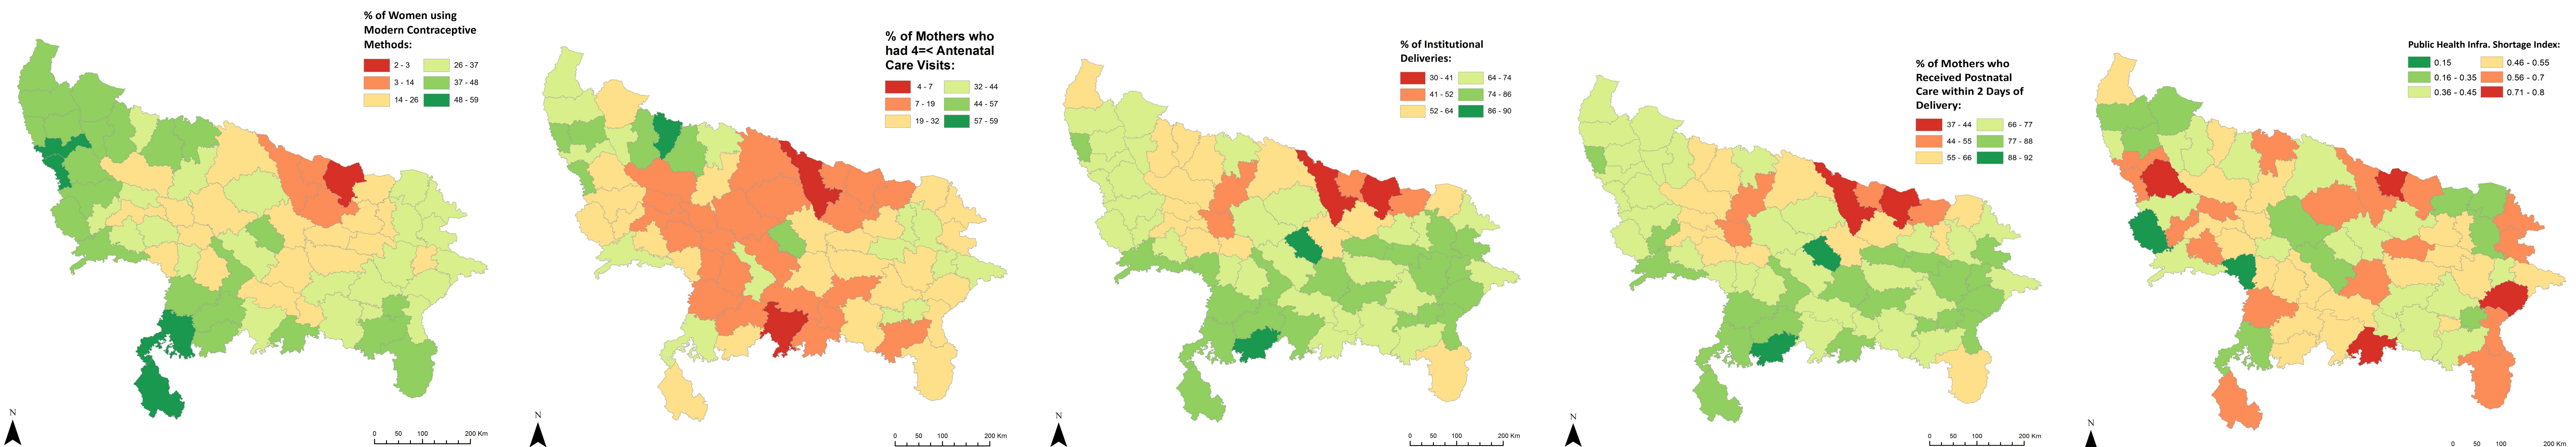 % of Women using
Modern Contraceptive
Methods:
2 - 3
26 - 37
3 - 14
37 - 48
14 - 26
48 - 59
N
0 50 100 200 Km
% of Mothers who
had 4=< Antenatal
Care Visits:
4 - 7
32 - 44
7 - 19
44 - 57
19 - 32
57 - 59
N
0 50 100 200 Km
% of Institutional
Deliveries:
30 - 41
64 - 74
41 - 52
74 - 86
52 - 64
86 - 90
N
0 50 100 200 Km
% of Mothers who
Received Postnatal
Care within 2 Days of
Delivery:
37 - 44
66 - 77
44 - 55
77 - 88
55 - 66
88 - 92
N
0 50 100 200 Km
Public Health Infra. Shortage Index:
0.15
0.46 - 0.55
0.16 - 0.35
0.56 - 0.7
0.36 - 0.45
0.71 - 0.8
N
0 50 100 200 Km